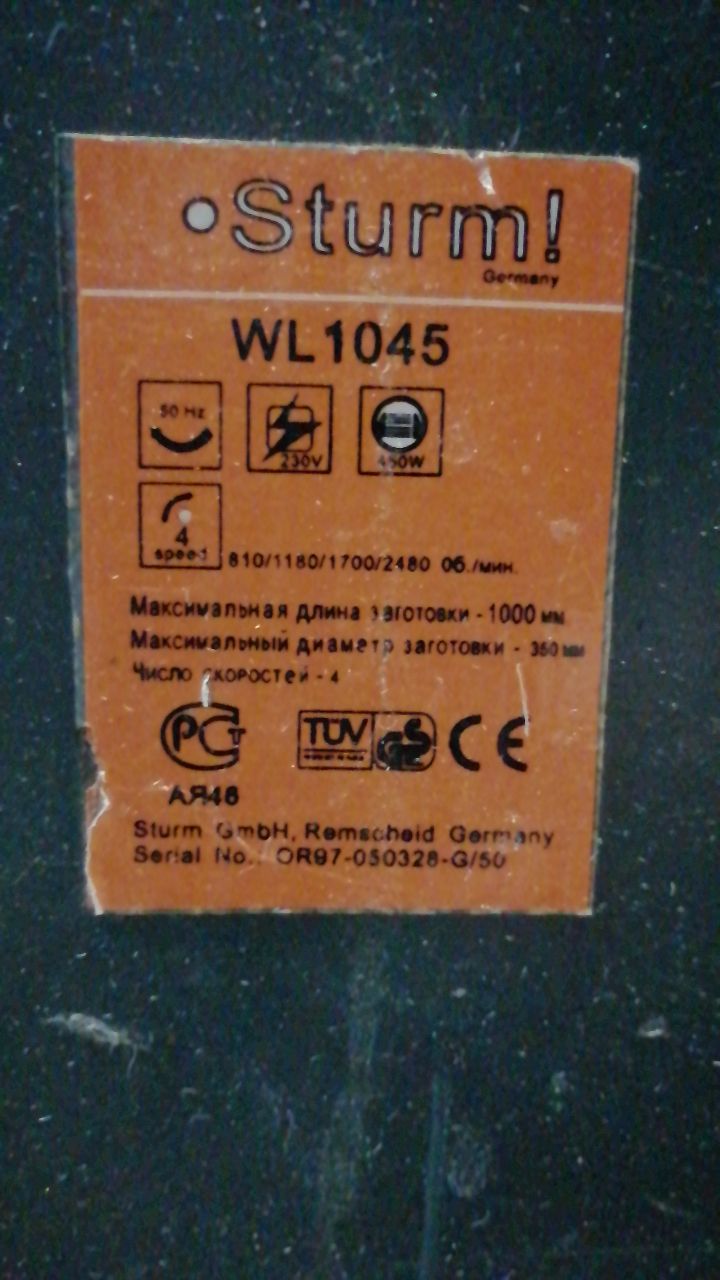 Sturm!
Germany
WL1045
50 Hz
230V
450W
4
speed
810/1180/1700/2480 Об./мин.
Максимальная длина заготовки - 1000 мм
Максимальный диаметр заготовки - 350 мм
Число скоростей - 4
РСТ
TÜV
GS
CE
АЯ46
Sturm GmbH, Remscheid Germany
Serial No.: OR97-050328-G/50